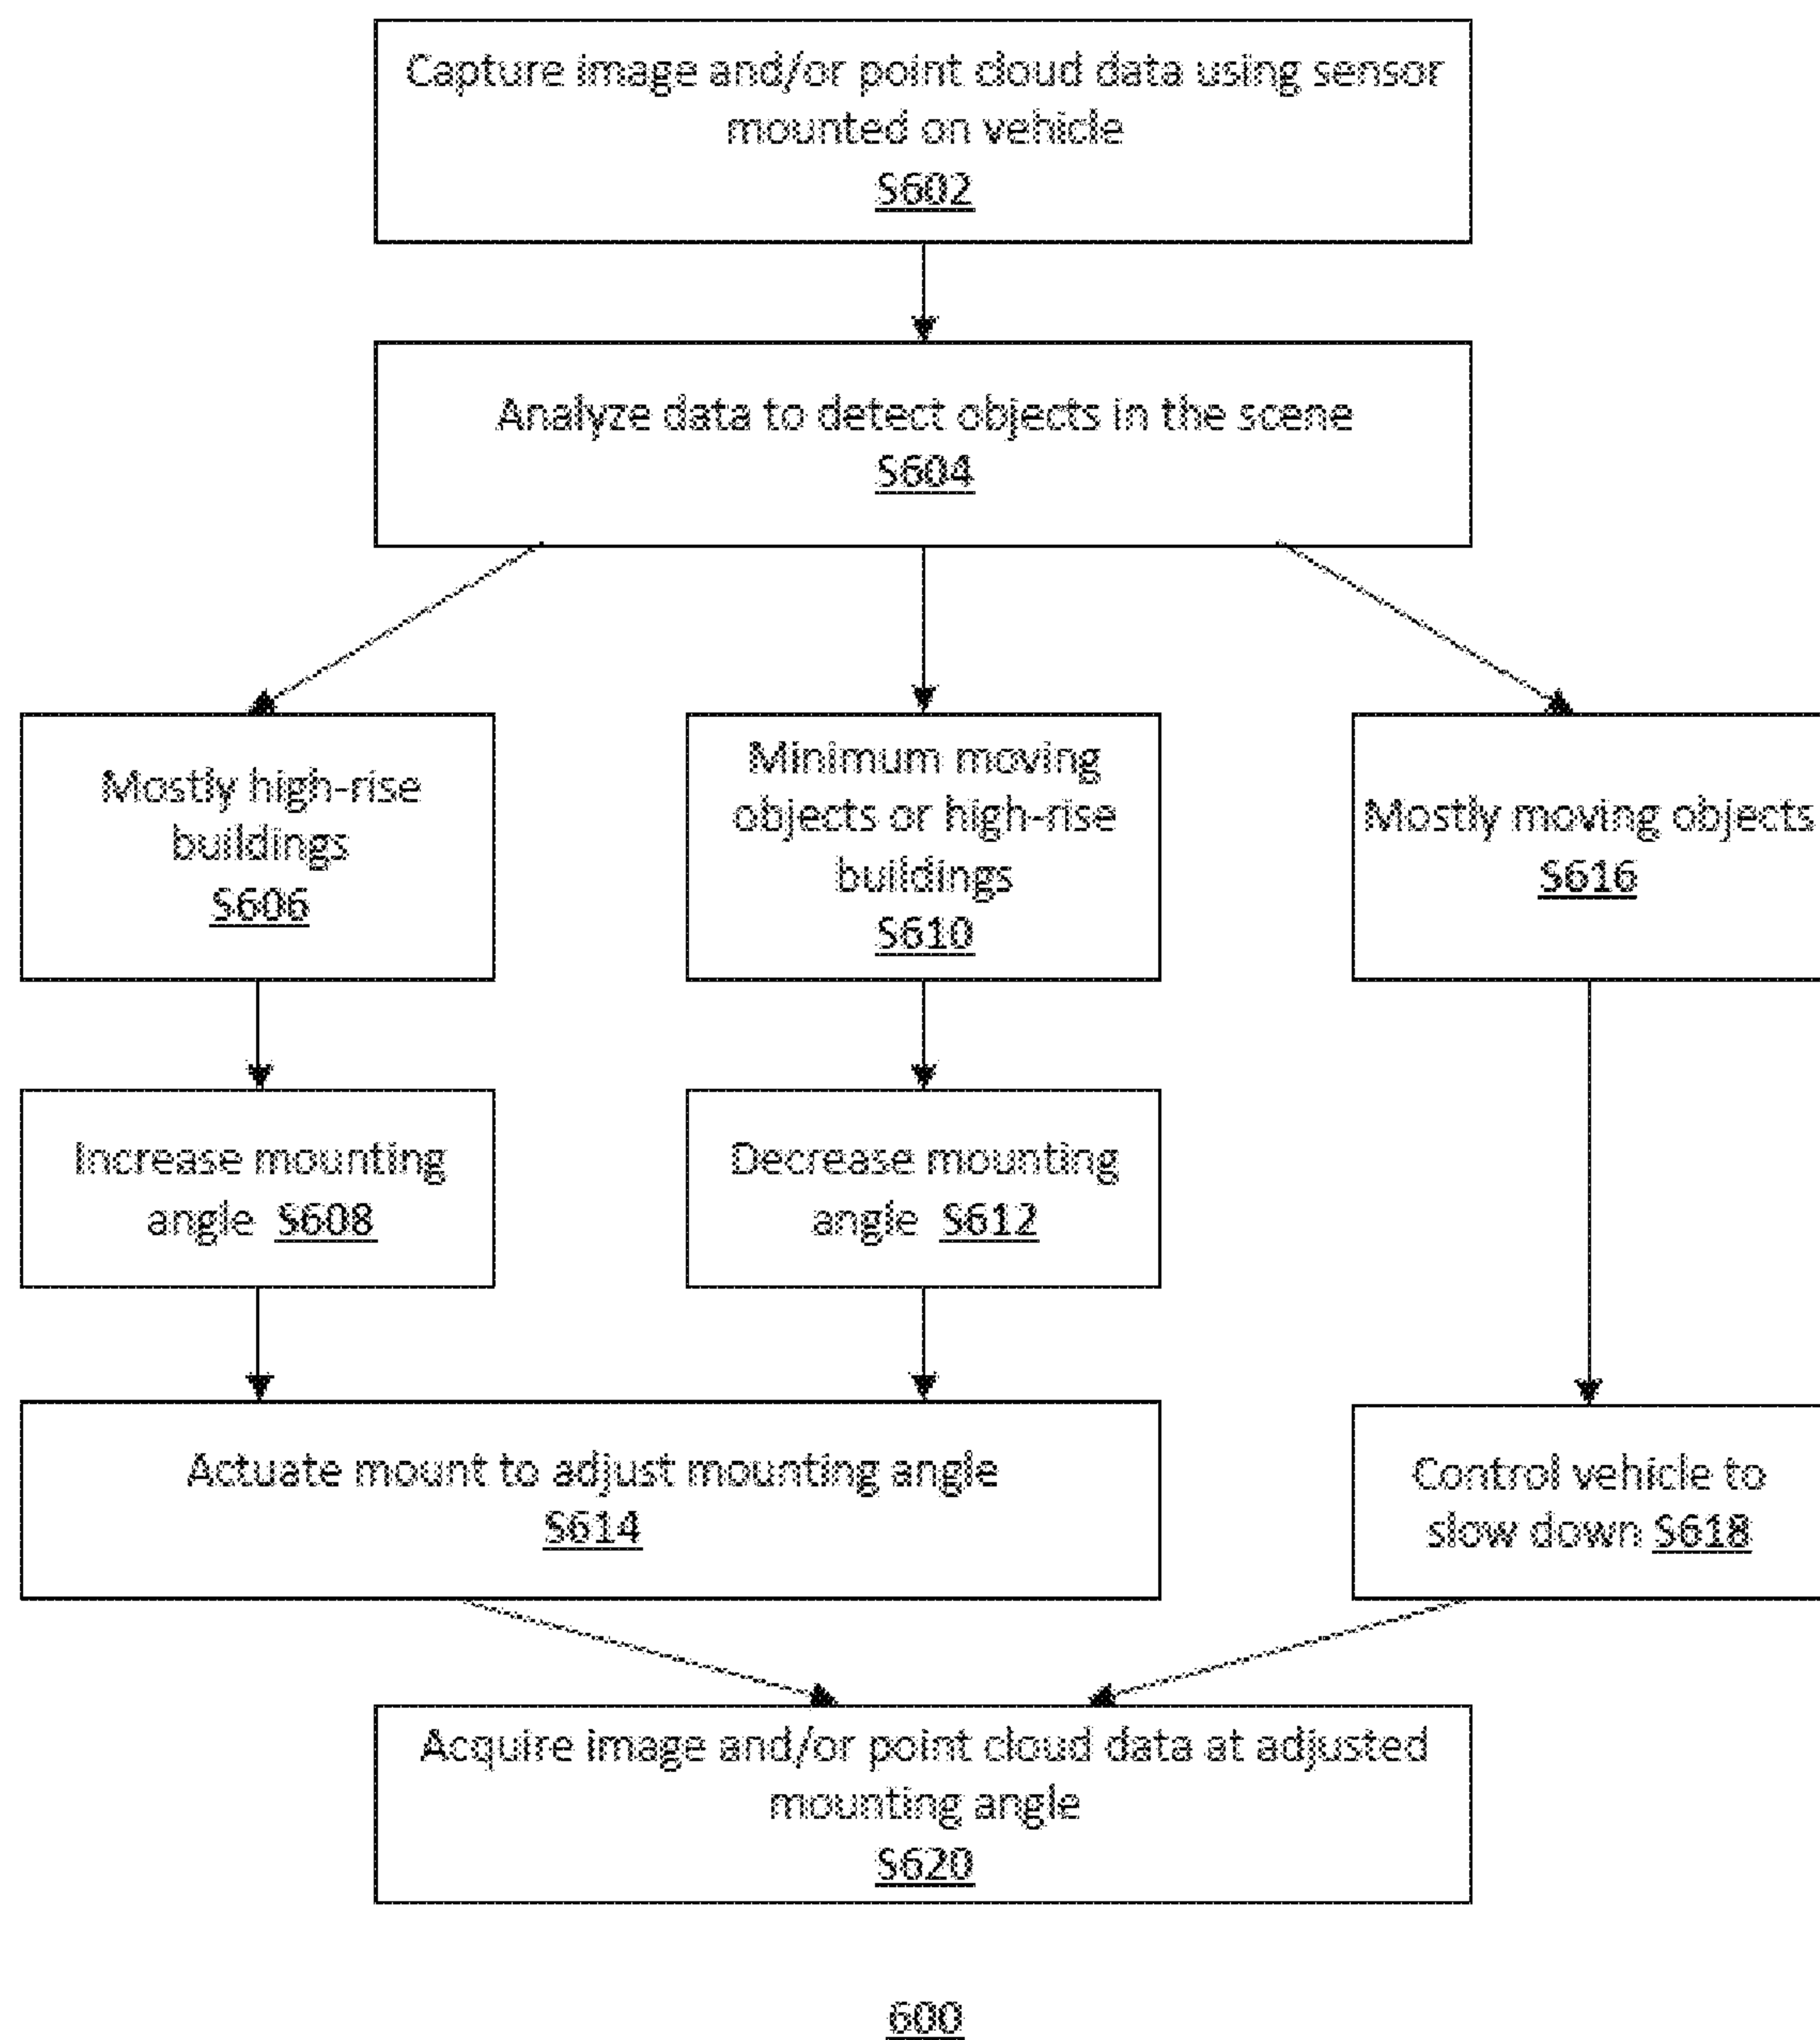 Capture image and/or point cloud data using sensor
mounted on vehicle
S602
Analyze data to detect objects in the scene
S604
Mostly high-rise
buildings
S606
Minimum moving
objects or high-rise
buildings
S610
Mostly moving objects
S616
Increase mounting
angle S608
Decrease mounting
angle S612
Actuate mount to adjust mounting angle
S614
Control vehicle to
slow down S618
Acquire image and/or point cloud data at adjusted
mounting angle
S620
600